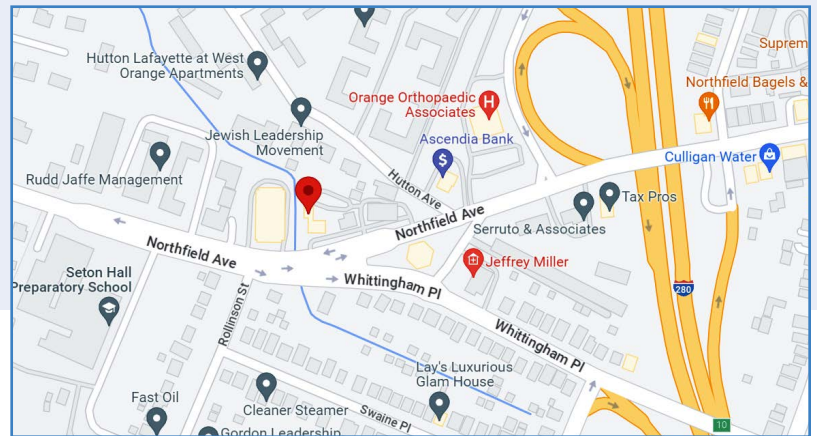 Suprem
Hutton Lafayette at West
Orange Apartments
Northfield Bagels &
Orange Orthopaedic
Associates
H
Ascendia Bank
$
Jewish Leadership
Movement
Culligan Water
Rudd Jaffe Management
Hutton Ave
Tax Pros
Northfield Ave
Serruto & Associates
Northfield Ave
Jeffrey Miller
Seton Hall
Preparatory School
Whittingham Pl
280
Rollinson St
Whittingham Pl
Lay's Luxurious
Glam House
Fast Oil
Cleaner Steamer
Swaine Pl
10
Gordon Leadership